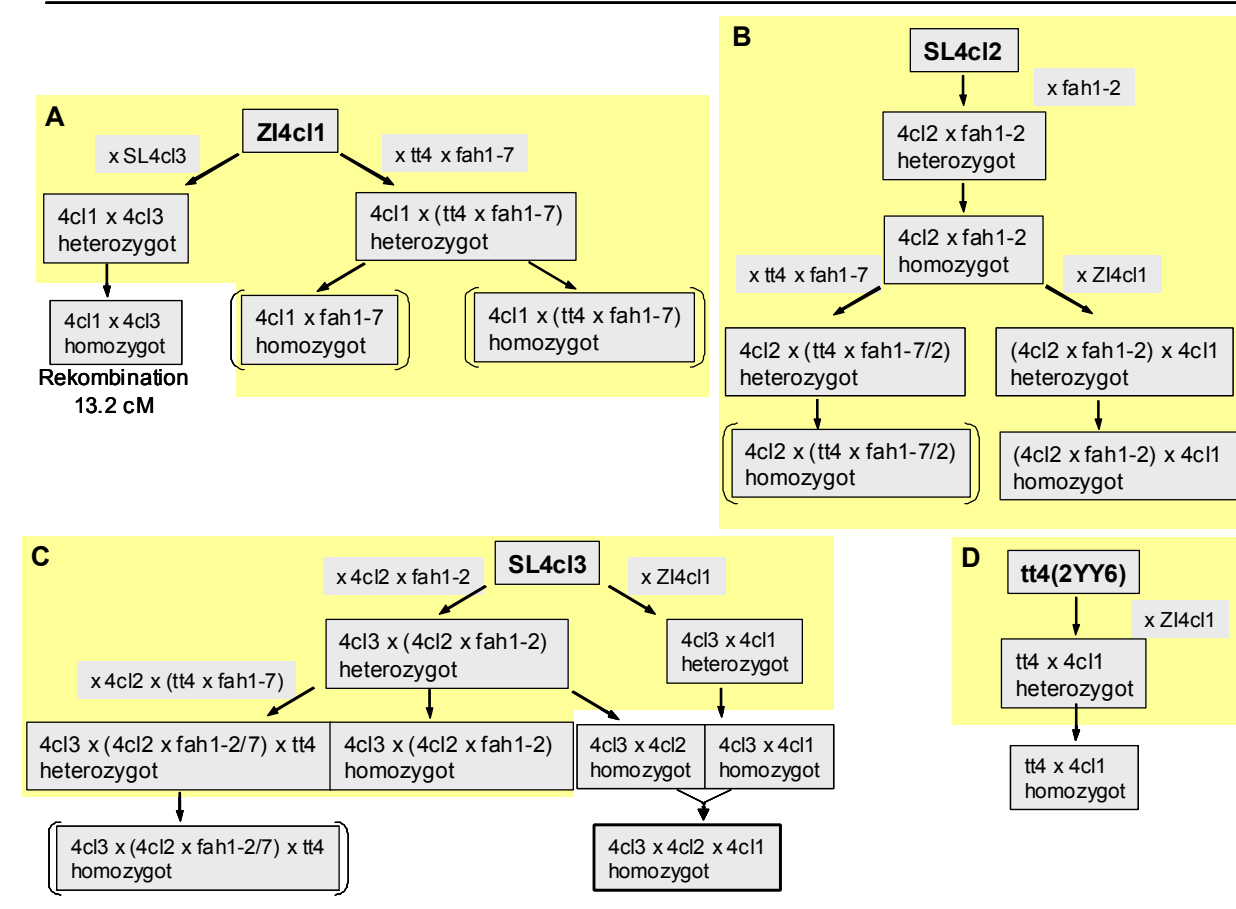 A
ZI4cl1
x SL4cl3
x tt4 x fah1-7
4cl1 x 4cl3
heterozygot
4cl1 x (tt4 x fah1-7)
heterozygot
4cl1 x 4cl3
homozygot
Rekombination
13.2 cM
4cl1 x fah1-7
homozygot
4cl1 x (tt4 x fah1-7)
homozygot
B
SL4cl2
x fah1-2
4cl2 x fah1-2
heterozygot
4cl2 x fah1-2
homozygot
x tt4 x fah1-7
x ZI4cl1
4cl2 x (tt4 x fah1-7/2)
heterozygot
(4cl2 x fah1-2) x 4cl1
heterozygot
4cl2 x (tt4 x fah1-7/2)
homozygot
(4cl2 x fah1-2) x 4cl1
homozygot
C
SL4cl3
x 4cl2 x fah1-2
x ZI4cl1
4cl3 x (4cl2 x fah1-2)
heterozygot
4cl3 x 4cl1
heterozygot
x 4cl2 x (tt4 x fah1-7)
4cl3 x (4cl2 x fah1-2/7) x tt4
heterozygot
4cl3 x (4cl2 x fah1-2)
homozygot
4cl3 x 4cl2
homozygot
4cl3 x 4cl1
homozygot
4cl3 x (4cl2 x fah1-2/7) x tt4
homozygot
4cl3 x 4cl2 x 4cl1
homozygot
D
tt4(2YY6)
x ZI4cl1
tt4 x 4cl1
heterozygot
tt4 x 4cl1
homozygot